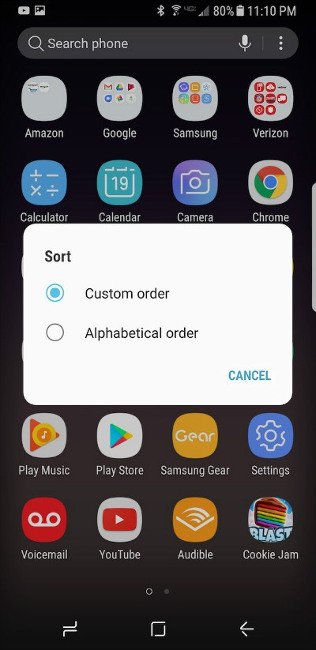 80% 11:10 PM
Search phone
Amazon Google Samsung Verizon
19
Calculator Calendar Camera Chrome
Sort
Custom order
Alphabetical order
CANCEL
Gear
Play Music Play Store Samsung Gear Settings
BLAST
Voicemail YouTube Audible Cookie Jam